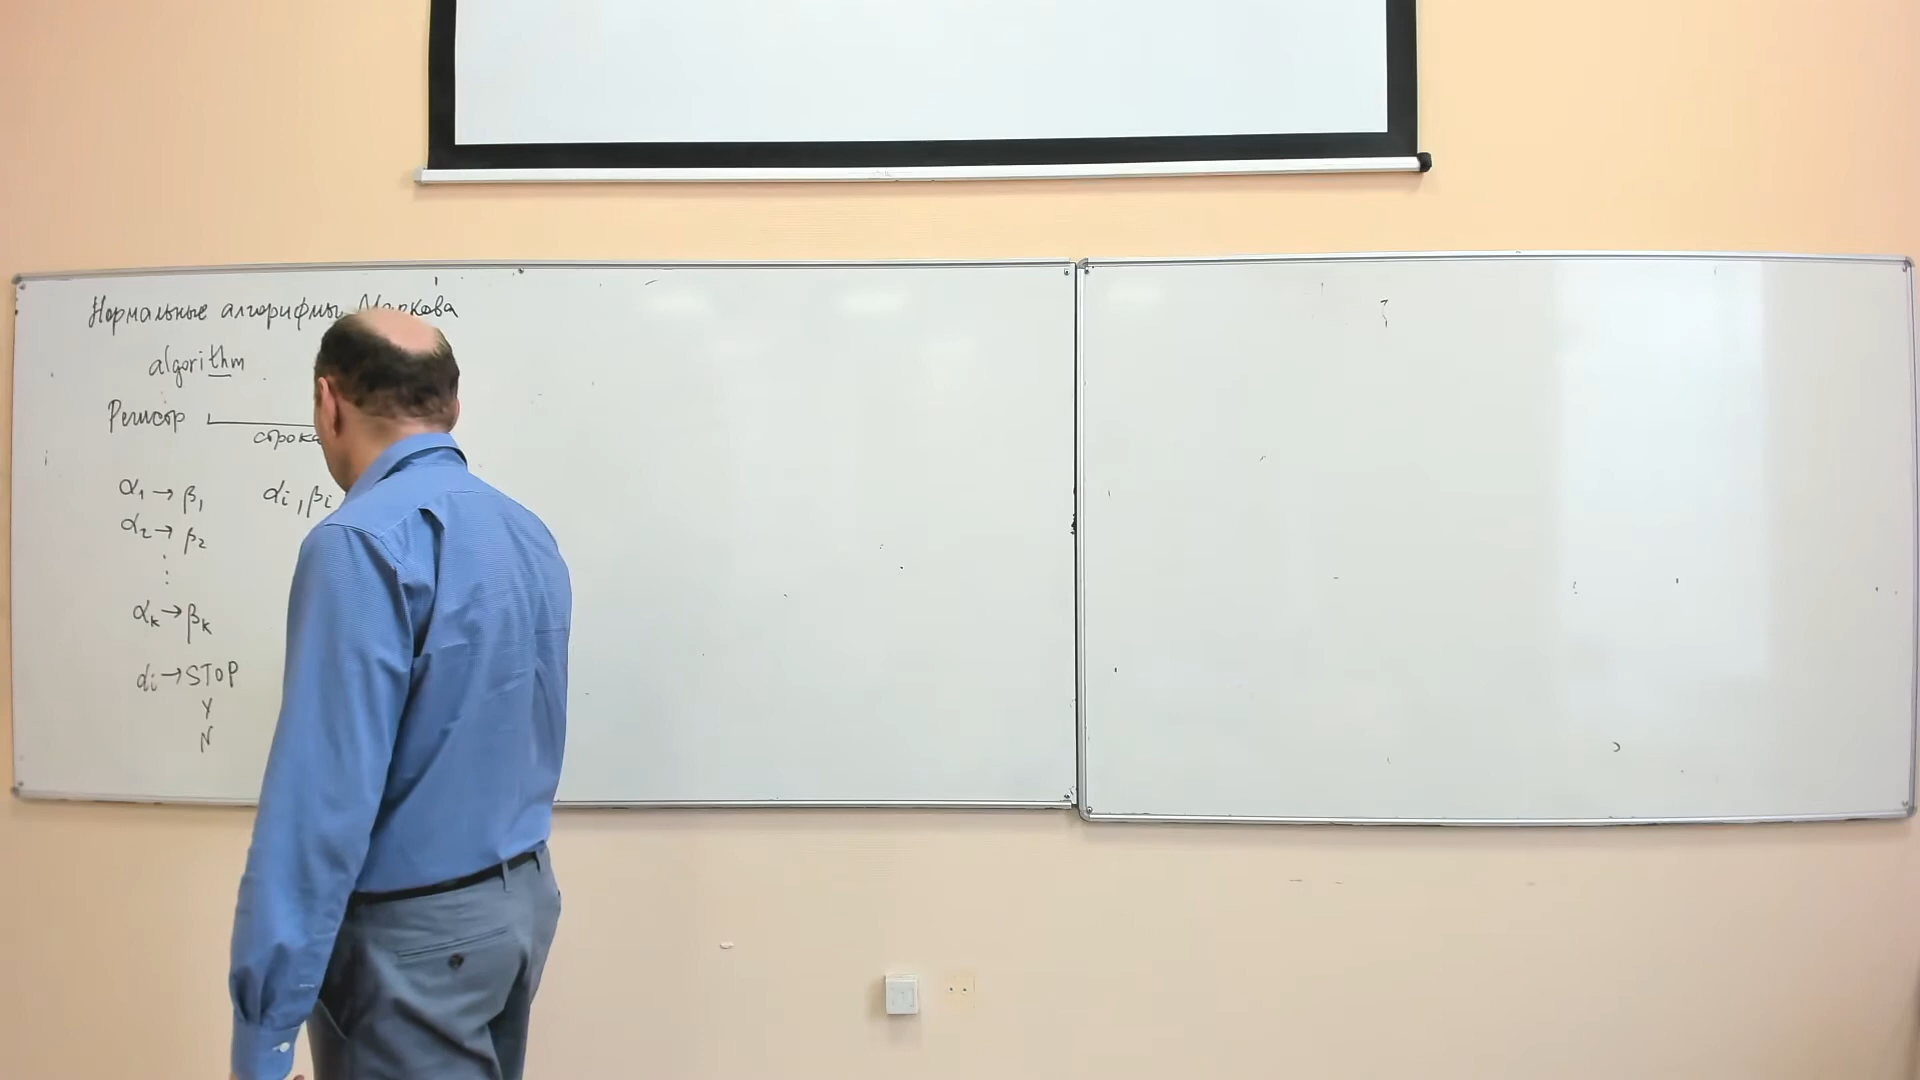 Нормальные алгорифмы Маркова
algorithm
Регистр
строка
α₁ → β₁ αᵢ, βᵢ
α₂ → β₂
⋮
αₖ → βₖ
αᵢ → STOP
Y
N